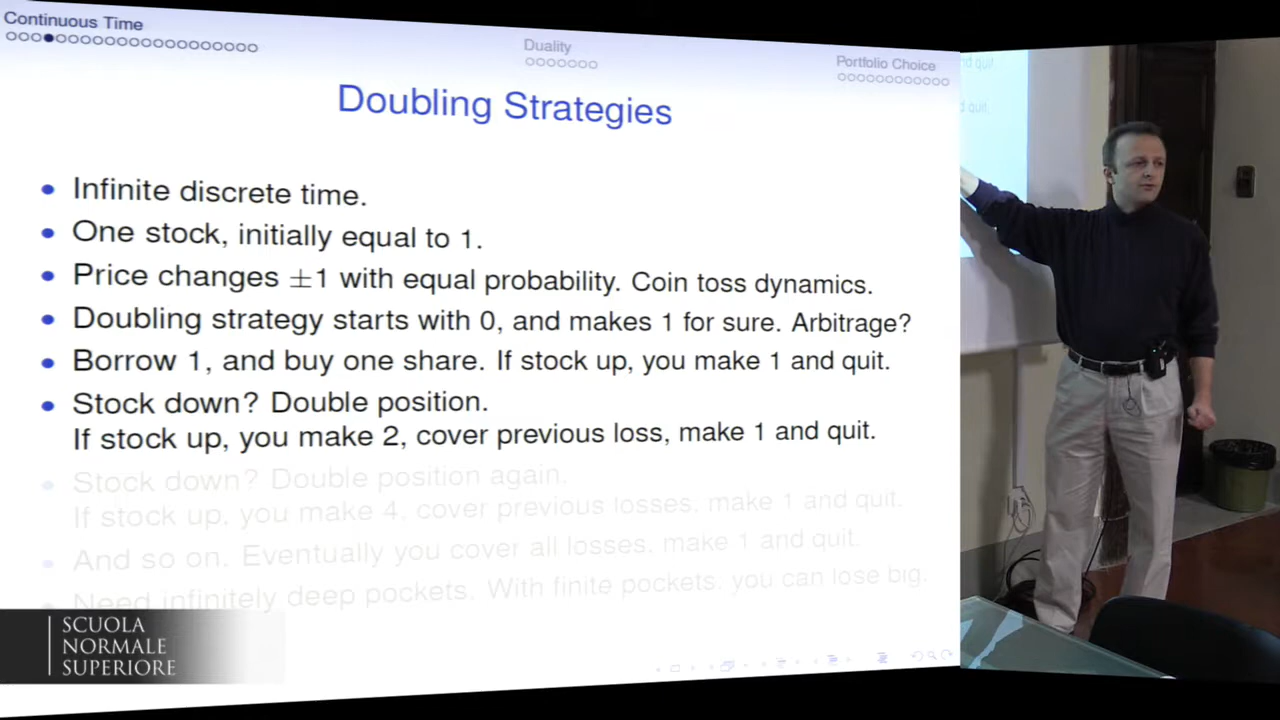 Continuous Time
Duality
Portfolio Choice
Doubling Strategies
Infinite discrete time.
One stock, initially equal to 1.
Price changes ±1 with equal probability. Coin toss dynamics.
Doubling strategy starts with 0, and makes 1 for sure. Arbitrage?
Borrow 1, and buy one share. If stock up, you make 1 and quit.
Stock down? Double position.
If stock up, you make 2, cover previous loss, make 1 and quit.
Stock down? Double position again.
If stock up, you make 4, cover previous losses, make 1 and quit.
And so on. Eventually you cover all losses, make 1 and quit.
Need infinitely deep pockets. With finite pockets, you can lose big.
SCUOLA
NORMALE
SUPERIORE
nd quit.
d quit.